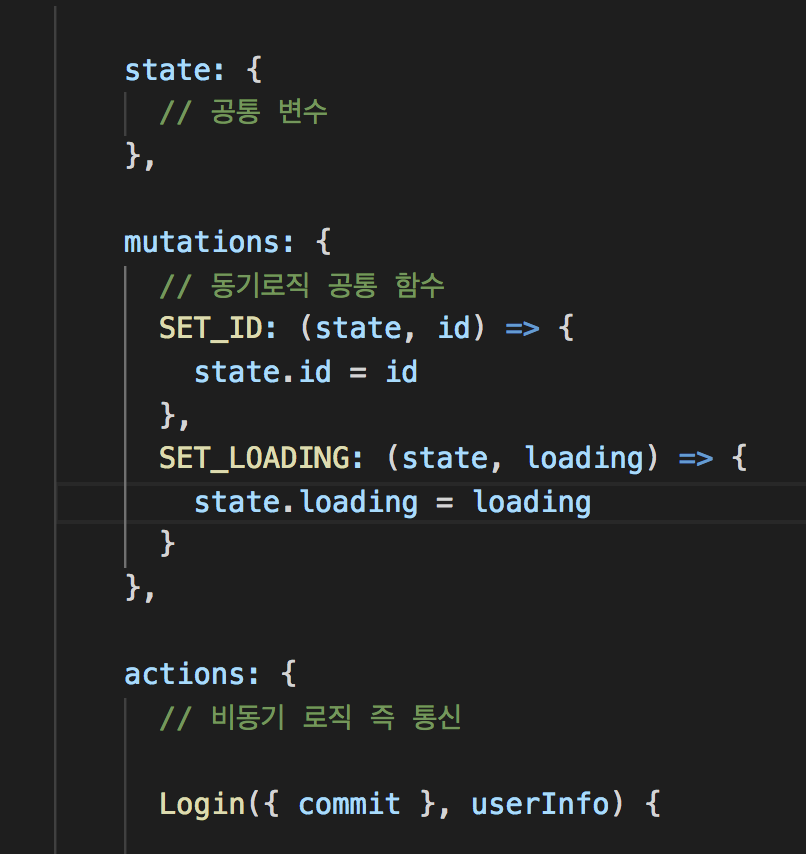 state: {
// 공통 변수
},
mutations: {
// 동기로직 공통 함수
SET_ID: (state, id) => {
state.id = id
},
SET_LOADING: (state, loading) => {
state.loading = loading
}
},
actions: {
// 비동기 로직 즉 통신
Login({ commit }, userInfo) {